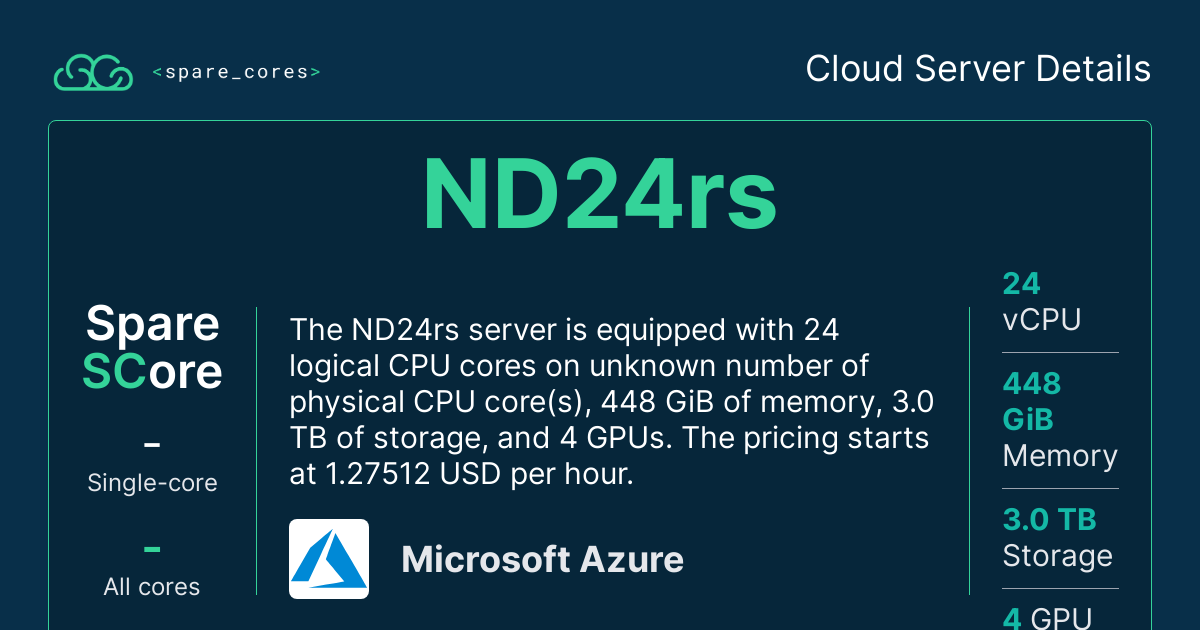 <spare_cores>
Cloud Server Details
ND24rs
Spare
SCore
-
Single-core
-
All cores
The ND24rs server is equipped with 24
logical CPU cores on unknown number of
physical CPU core(s), 448 GiB of memory, 3.0
TB of storage, and 4 GPUs. The pricing starts
at 1.27512 USD per hour.
Microsoft Azure
24
vCPU
448
GiB
Memory
3.0 TB
Storage
4 GPU